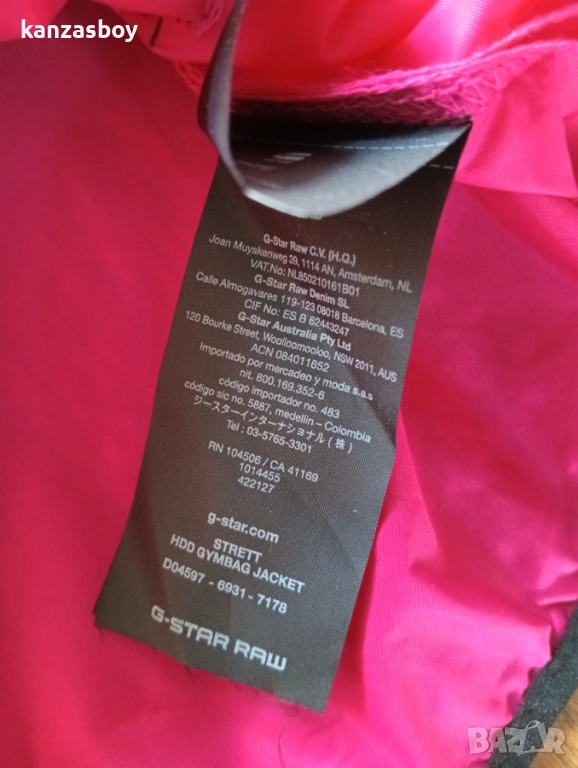 kanzasboy
G-Star Raw C.V. (H.Q.)
Joan Muyskenweg 39, 1114 AN, Amsterdam, NL
VAT.No: NL850210161B01
G-Star Raw Denim SL
Calle Almogavares 119-123 08018 Barcelona, ES
CIF No: ES B 62443247
G-Star Australia Pty Ltd
120 Bourke Street, Woolloomooloo, NSW 2011, AUS
ACN 084011852
Importado por mercadeo y moda s.a.s
nit. 800.169.352-6
código importador no. 483
código sic no. 5887, medellin – Colombia
ジースターインターナショナル (株)
Tel : 03-5765-3301
RN 104506 / CA 41169
1014455
422127
g-star.com
STRETT
HDD GYMBAG JACKET
D04597 - 6931 - 7178
G-STAR RAW
BAZAR